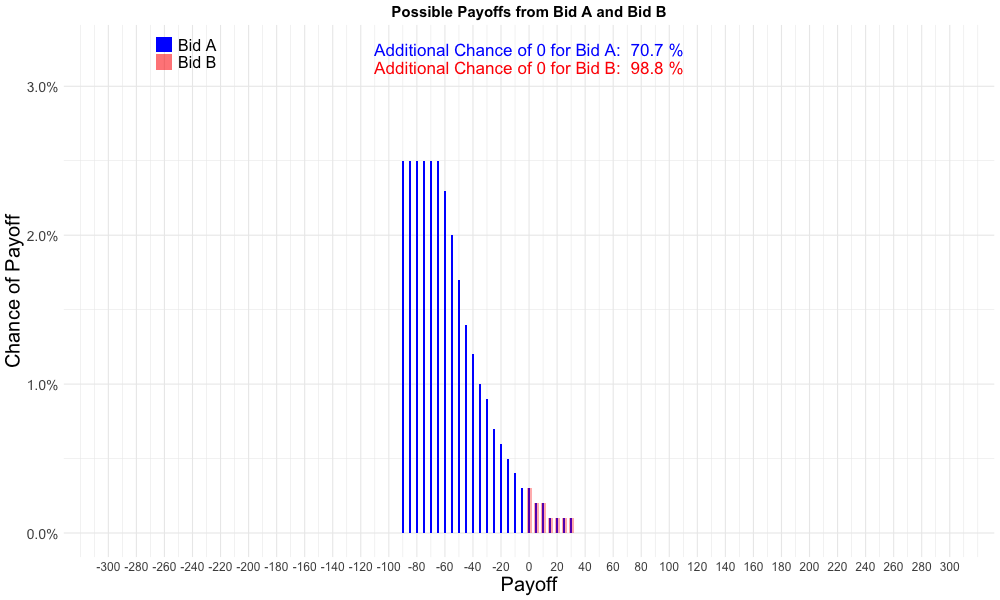 Possible Payoffs from Bid A and Bid B
Bid A
Bid B
Additional Chance of 0 for Bid A:  70.7 %
Additional Chance of 0 for Bid B:  98.8 %
Chance of Payoff
3.0%
2.0%
1.0%
0.0%
-300 -280 -260 -240 -220 -200 -180 -160 -140 -120 -100 -80 -60 -40 -20 0 20 40 60 80 100 120 140 160 180 200 220 240 260 280 300
Payoff